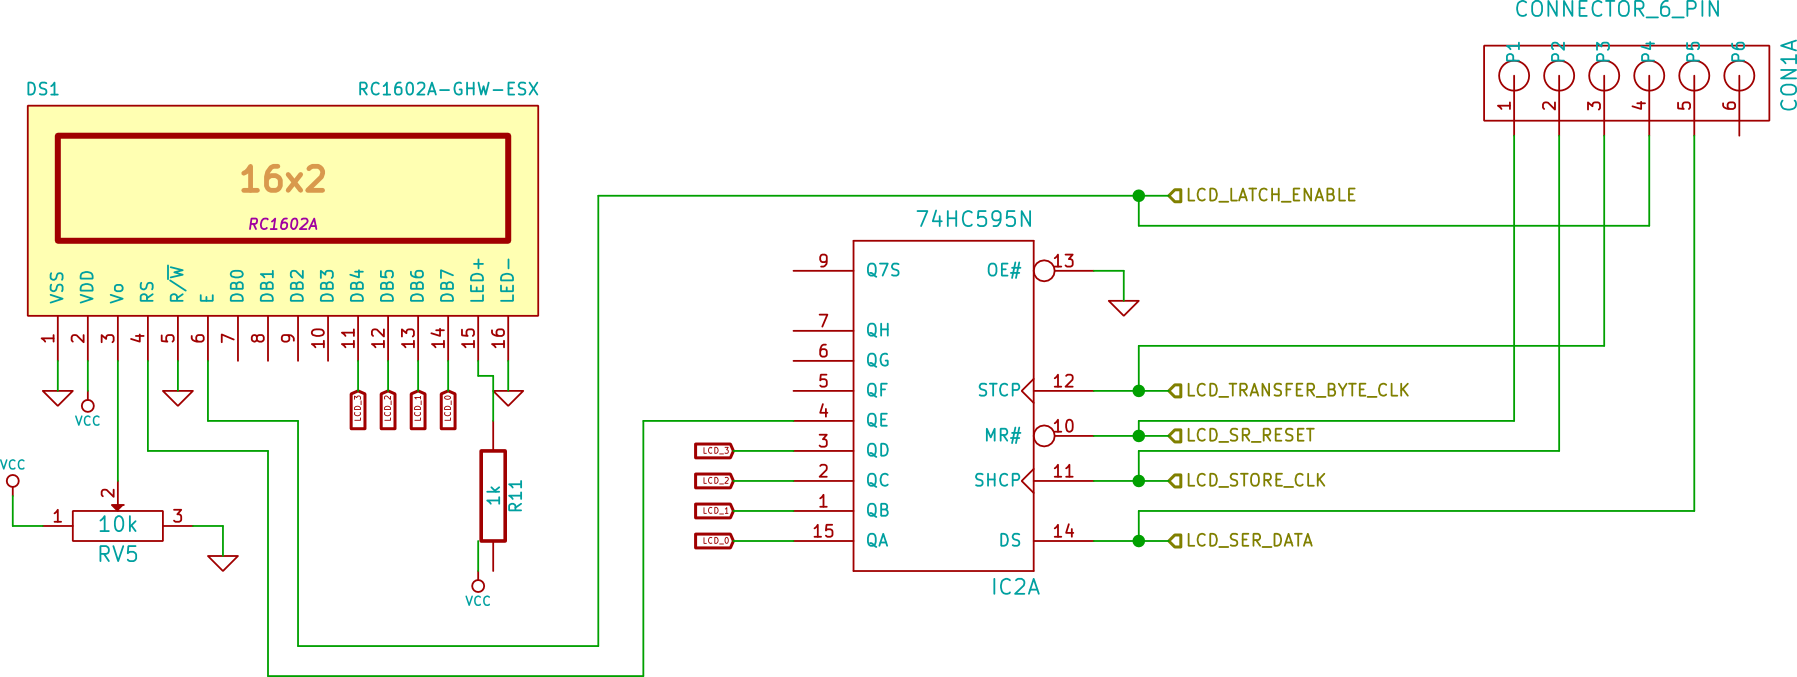 CONNECTOR_6_PIN
P1 P2 P3 P4 P5 P6
1 2 3 4 5 6
CON1A
DS1 RC1602A-GHW-ESX
16x2
RC1602A
VSS VDD Vo RS R/W E DB0 DB1 DB2 DB3 DB4 DB5 DB6 DB7 LED+ LED-
1 2 3 4 5 6 7 8 9 10 11 12 13 14 15 16
VCC
LCD_3 LCD_2 LCD_1 LCD_0
VCC
2
1 10k 3
RV5
1k
R11
VCC
74HC595N
9 Q7S OE# 13
7 QH
6 QG
5 QF STCP 12
4 QE MR# 10
LCD_3 3 QD
LCD_2 2 QC SHCP 11
LCD_1 1 QB
LCD_0 15 QA DS 14
IC2A
LCD_LATCH_ENABLE
LCD_TRANSFER_BYTE_CLK
LCD_SR_RESET
LCD_STORE_CLK
LCD_SER_DATA